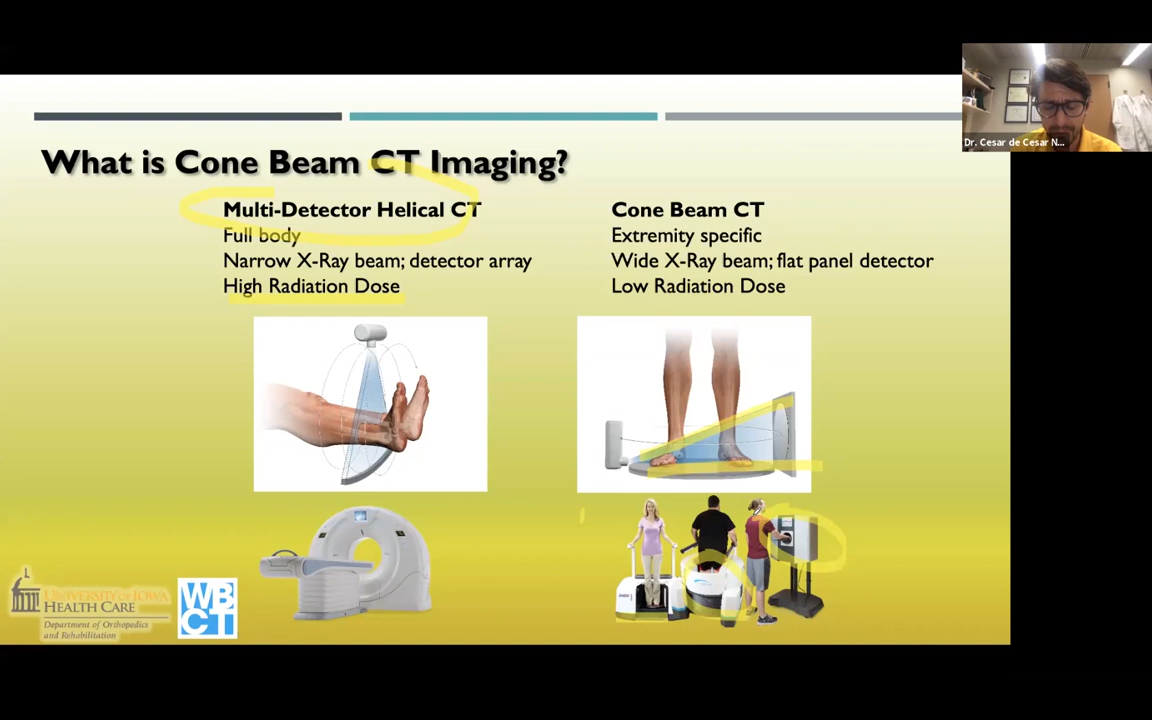 Dr. Cesar de Cesar N...
What is Cone Beam CT Imaging?
Multi-Detector Helical CT
Full body
Narrow X-Ray beam; detector array
High Radiation Dose
Cone Beam CT
Extremity specific
Wide X-Ray beam; flat panel detector
Low Radiation Dose
UNIVERSITY OF IOWA
HEALTH CARE
Department of Orthopedics
and Rehabilitation
WB
CT